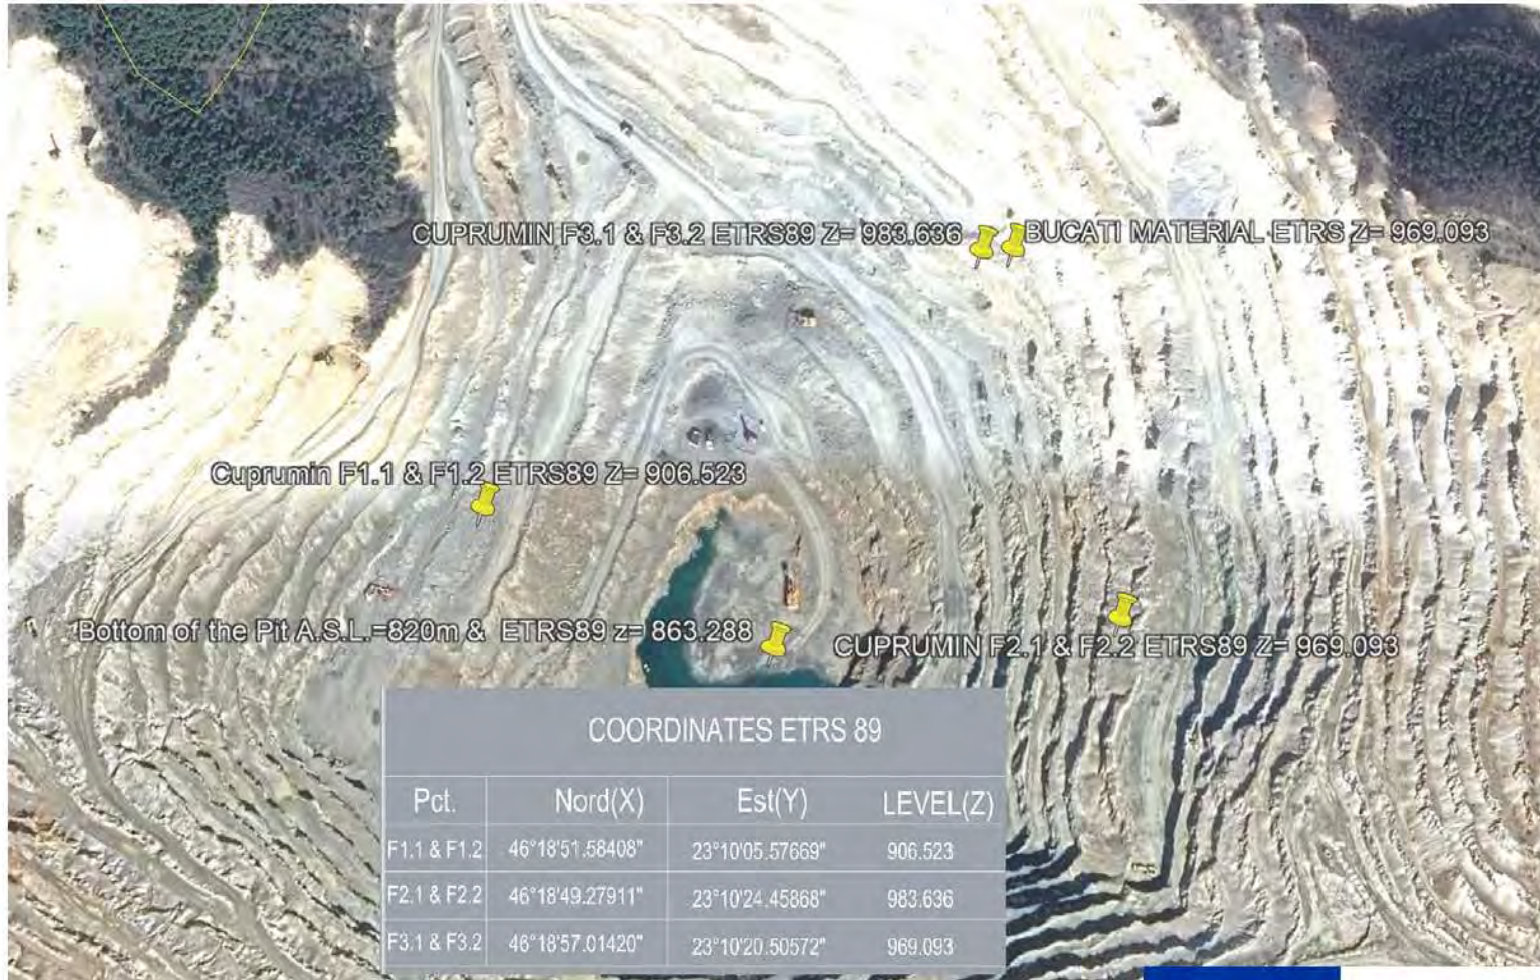 CUPRUMIN F3.1 & F3.2 ETRS89 Z= 983.636
BUCATI MATERIAL ETRS Z= 969.093
Cuprumin F1.1 & F1.2 ETRS89 Z= 906.523
Bottom of the Pit A.S.L.=820m & ETRS89 z= 863.288
CUPRUMIN F2.1 & F2.2 ETRS89 Z= 969.093
COORDINATES ETRS 89
Pct. Nord(X) Est(Y) LEVEL(Z)
F1.1 & F1.2 46°18'51.58408" 23°10'05.57669" 906.523
F2.1 & F2.2 46°18'49.27911" 23°10'24.45868" 983.636
F3.1 & F3.2 46°18'57.01420" 23°10'20.50572" 969.093